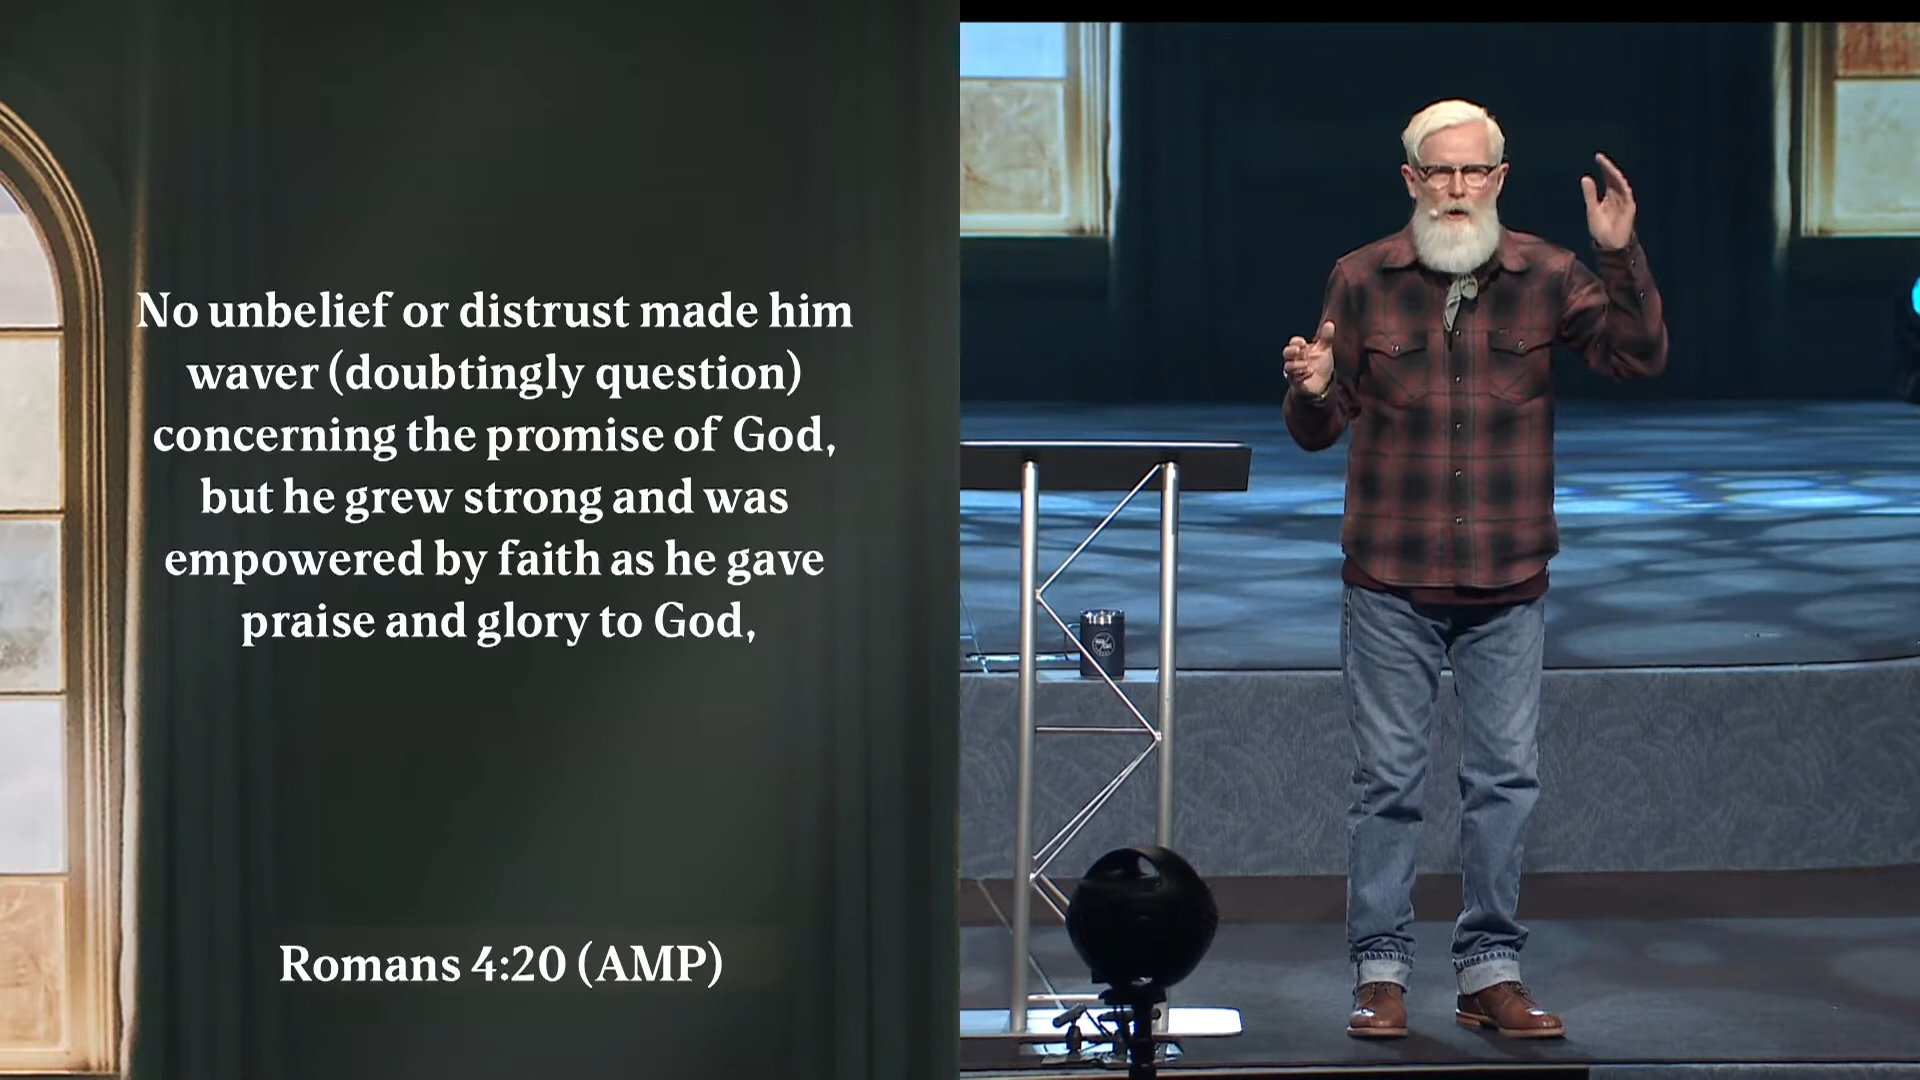 No unbelief or distrust made him
waver (doubtingly question)
concerning the promise of God,
but he grew strong and was
empowered by faith as he gave
praise and glory to God,
Romans 4:20 (AMP)